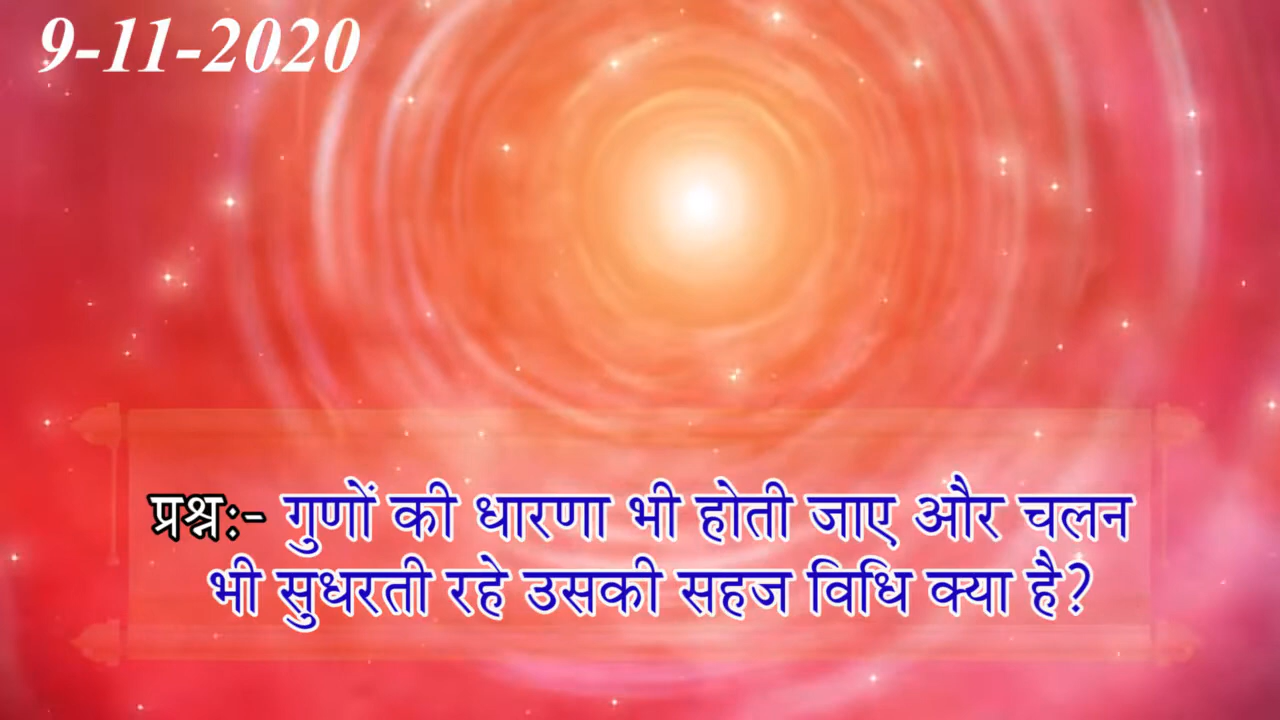 9-11-2020
प्रश्नः- गुणों की धारणा भी होती जाए और चलन
भी सुधरती रहे उसकी सहज विधि क्या है?